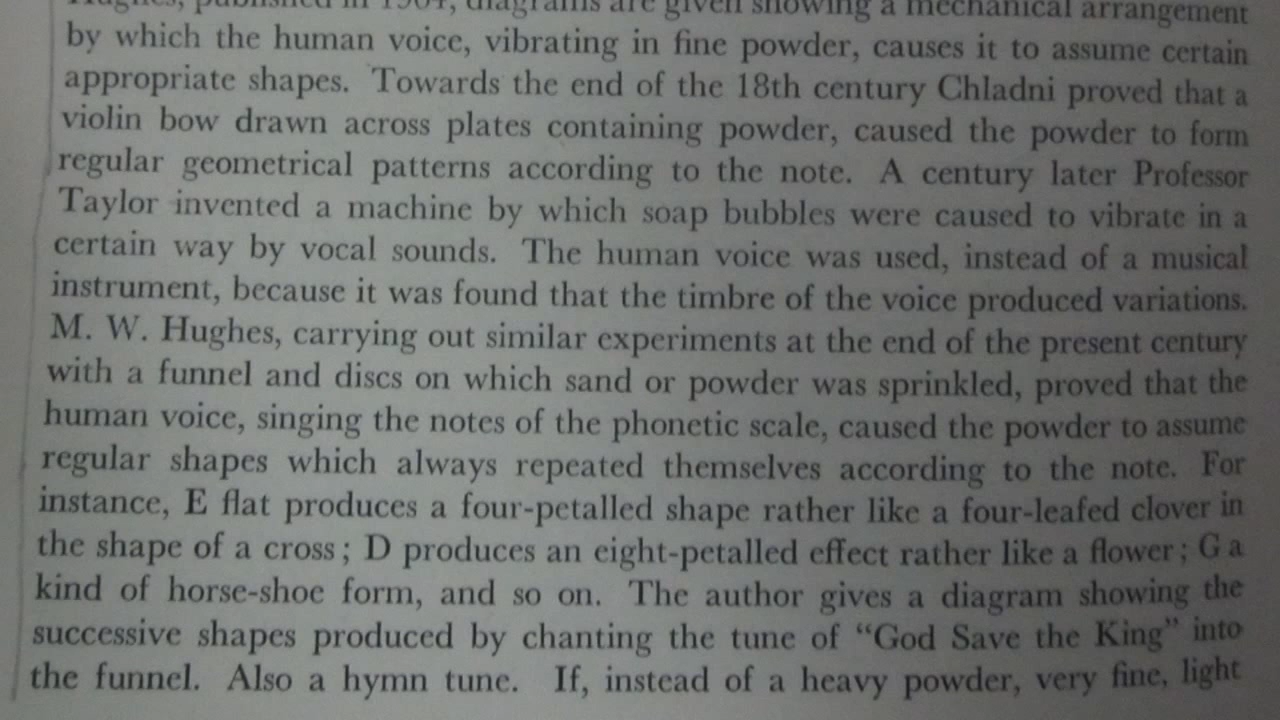 Hughes, published in 1904, diagrams are given showing a mechanical arrangement
by which the human voice, vibrating in fine powder, causes it to assume certain
appropriate shapes. Towards the end of the 18th century Chladni proved that a
violin bow drawn across plates containing powder, caused the powder to form
regular geometrical patterns according to the note. A century later Professor
Taylor invented a machine by which soap bubbles were caused to vibrate in a
certain way by vocal sounds. The human voice was used, instead of a musical
instrument, because it was found that the timbre of the voice produced variations.
M. W. Hughes, carrying out similar experiments at the end of the present century
with a funnel and discs on which sand or powder was sprinkled, proved that the
human voice, singing the notes of the phonetic scale, caused the powder to assume
regular shapes which always repeated themselves according to the note. For
instance, E flat produces a four-petalled shape rather like a four-leafed clover in
the shape of a cross; D produces an eight-petalled effect rather like a flower; G a
kind of horse-shoe form, and so on. The author gives a diagram showing the
successive shapes produced by chanting the tune of "God Save the King" into
the funnel. Also a hymn tune. If, instead of a heavy powder, very fine, light